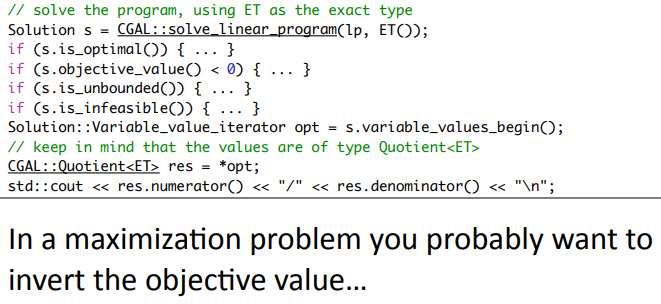 // solve the program, using ET as the exact type
Solution s = CGAL::solve_linear_program(lp, ET());
if (s.is_optimal()) { ... }
if (s.objective_value() < 0) { ... }
if (s.is_unbounded()) { ... }
if (s.is_infeasible()) { ... }
Solution::Variable_value_iterator opt = s.variable_values_begin();
// keep in mind that the values are of type Quotient<ET>
CGAL::Quotient<ET> res = *opt;
std::cout << res.numerator() << "/" << res.denominator() << "\n";
In a maximization problem you probably want to
invert the objective value…